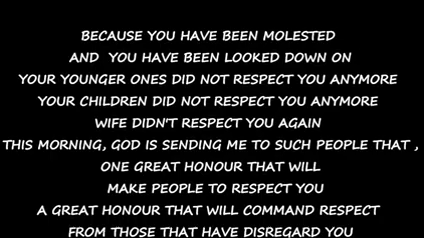 BECAUSE YOU HAVE BEEN MOLESTED
AND YOU HAVE BEEN LOOKED DOWN ON
YOUR YOUNGER ONES DID NOT RESPECT YOU ANYMORE
YOUR CHILDREN DID NOT RESPECT YOU ANYMORE
WIFE DIDN'T RESPECT YOU AGAIN
THIS MORNING, GOD IS SENDING ME TO SUCH PEOPLE THAT ,
ONE GREAT HONOUR THAT WILL
MAKE PEOPLE TO RESPECT YOU
A GREAT HONOUR THAT WILL COMMAND RESPECT
FROM THOSE THAT HAVE DISREGARD YOU